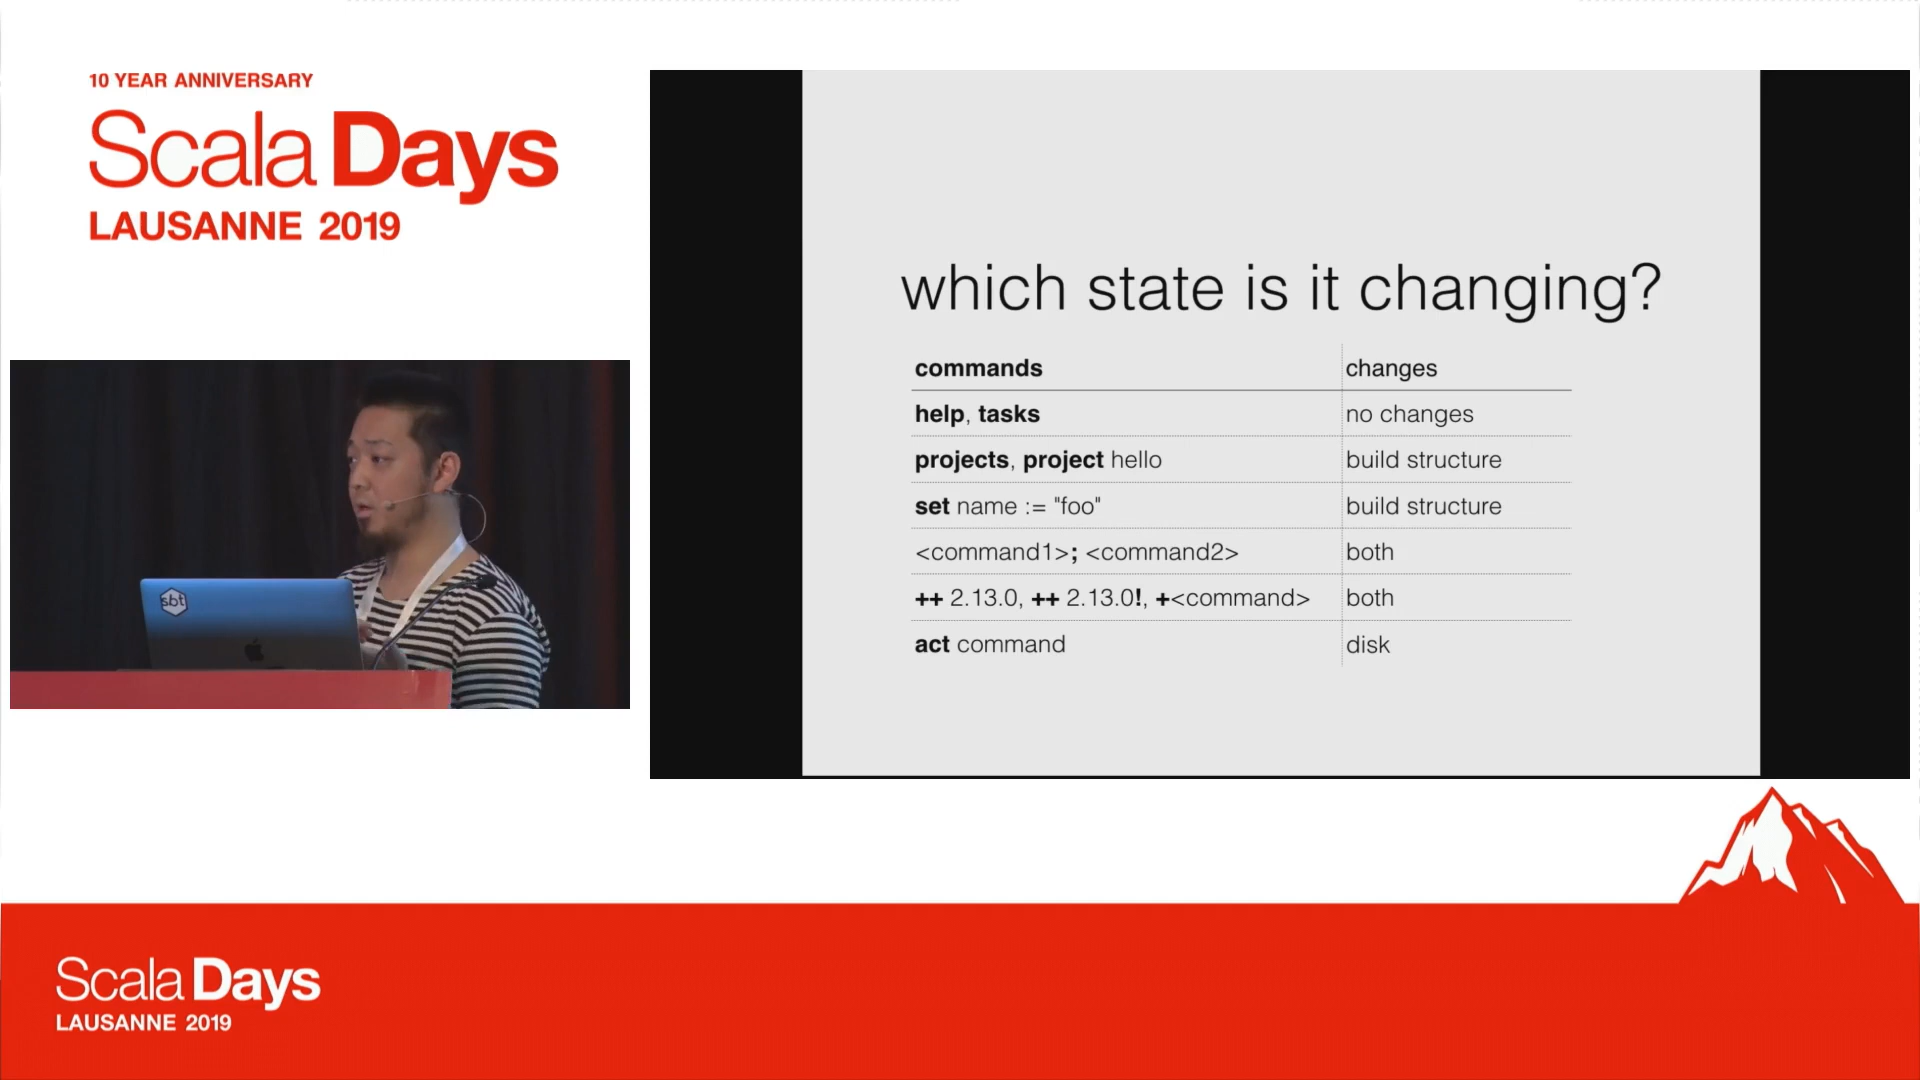 10 YEAR ANNIVERSARY
Scala Days
LAUSANNE 2019
sbt
which state is it changing?
commands changes
help, tasks no changes
projects, project hello build structure
set name := "foo" build structure
<command1>; <command2> both
++ 2.13.0, ++ 2.13.0!, +<command> both
act command disk
Scala Days
LAUSANNE 2019